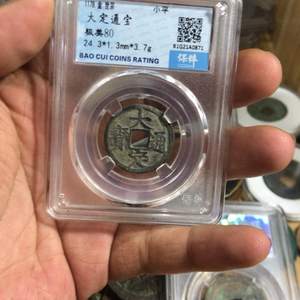 小平
大定通宝
极美80
24.3*1.3mm*3.7g
BAO CUI COINS RATING
保粹
大定通寳